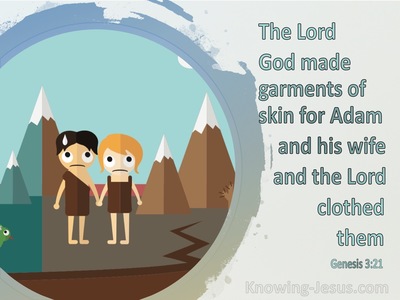 The Lord
God made
garments of
skin for Adam
and his wife
and the Lord
clothed
them
Genesis 3:21
Knowing-Jesus.com